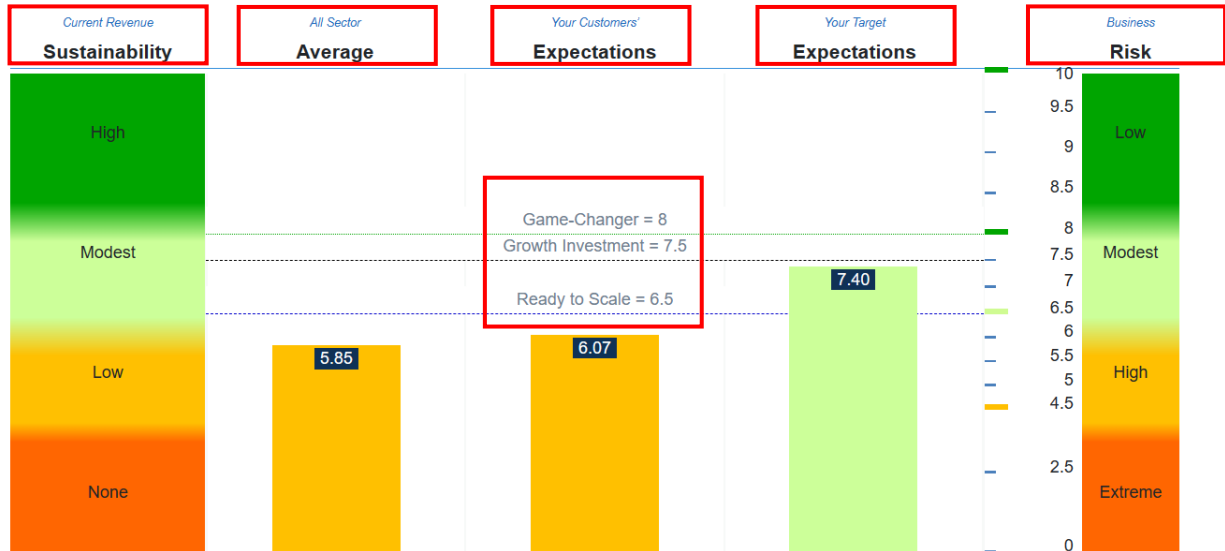 Current Revenue
Sustainability
All Sector
Average
Your Customers'
Expectations
Your Target
Expectations
Business
Risk
High
Modest
Low
None
Game-Changer = 8
Growth Investment = 7.5
Ready to Scale = 6.5
5.85
6.07
7.40
10
9.5
9
8.5
8
7.5
7
6.5
6
5.5
5
4.5
2.5
0
Low
Modest
High
Extreme